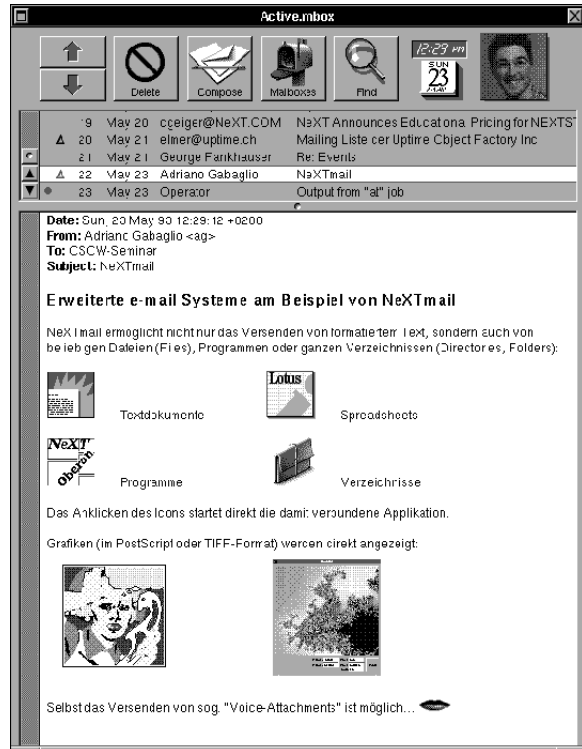 Active.mbox
12:29 PM
SUN
23
MAY
Delete
Compose
Mailboxes
Find
19 May 20 cgeiger@NeXT.COM NeXT Announces Educational Pricing for NEXTST
20 May 21 elmer@uptime.ch Mailing Liste der Uptime Object Factory Inc
21 May 21 George Fankhauser Re: Events
22 May 23 Adriano Gabaglio NeXTmail
23 May 23 Operator Output from "at" job
Date: Sun, 23 May 93 12:29:12 +0200
From: Adriano Gabaglio <ag>
To: CSCW-Seminar
Subject: NeXTmail
Erweiterte e-mail Systeme am Beispiel von NeXTmail
NeXTmail ermöglicht nicht nur das Versenden von formatiertem Text, sondern auch von
beliebigen Dateien (Files), Programmen oder ganzen Verzeichnissen (Directories, Folders):
Textdokumente
Lotus
Spreadsheets
NeXT
Oberon
Programme
Verzeichnisse
Das Anklicken des Icons startet direkt die damit verbundene Applikation.
Grafiken (im PostScript oder TIFF-Format) werden direkt angezeigt:
Selbst das Versenden von sog. "Voice-Attachments" ist möglich...